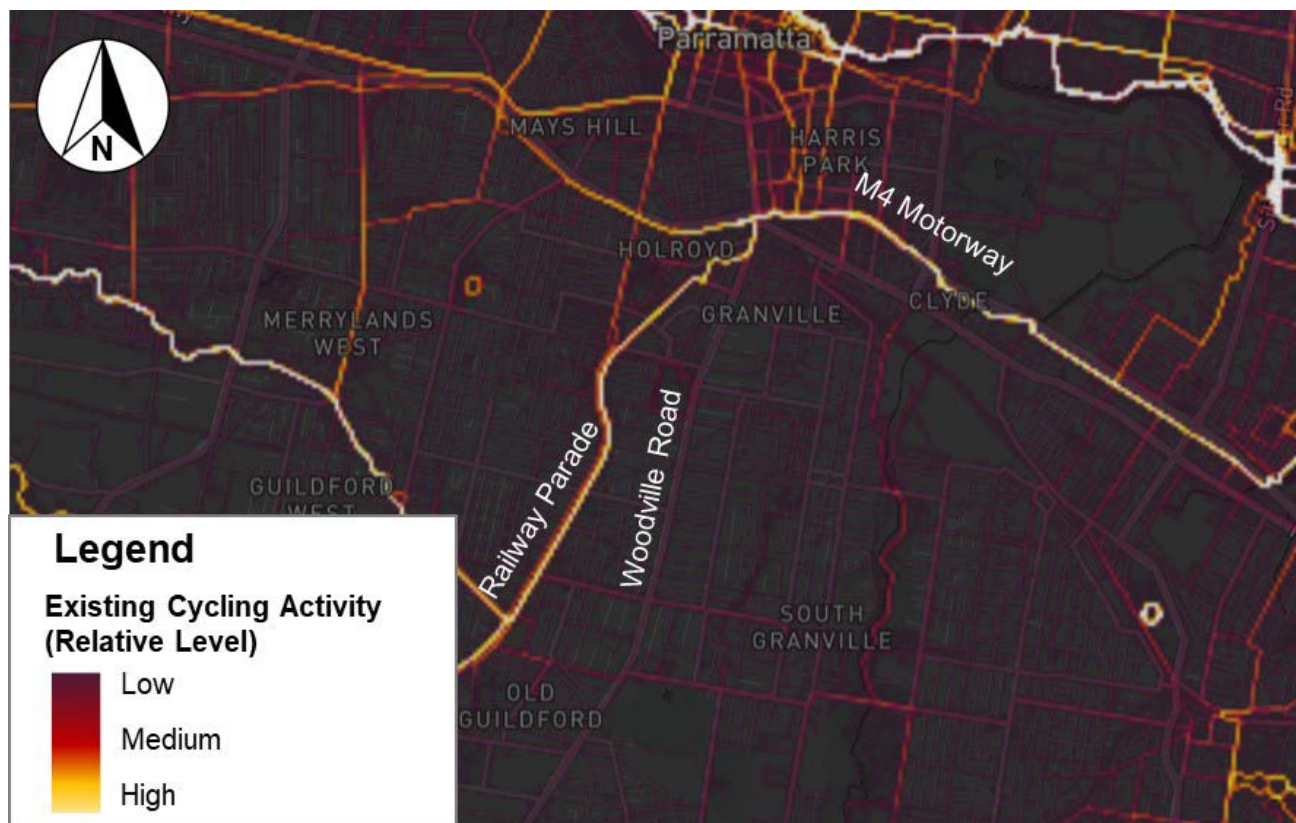 Parramatta
MAYS HILL
HARRIS
PARK
M4 Motorway
HOLROYD
GRANVILLE
CLYDE
MERRYLANDS
WEST
N
Railway Parade
Woodville Road
GUILDFORD
WEST
SOUTH
GRANVILLE
OLD
GUILDFORD
Legend
Existing Cycling Activity
(Relative Level)
Low
Medium
High